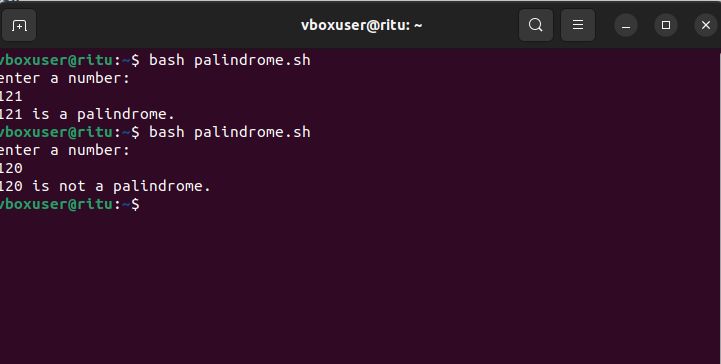 vboxuser@ritu: ~
vboxuser@ritu:~$ bash palindrome.sh
enter a number:
121
121 is a palindrome.
vboxuser@ritu:~$ bash palindrome.sh
enter a number:
120
120 is not a palindrome.
vboxuser@ritu:~$